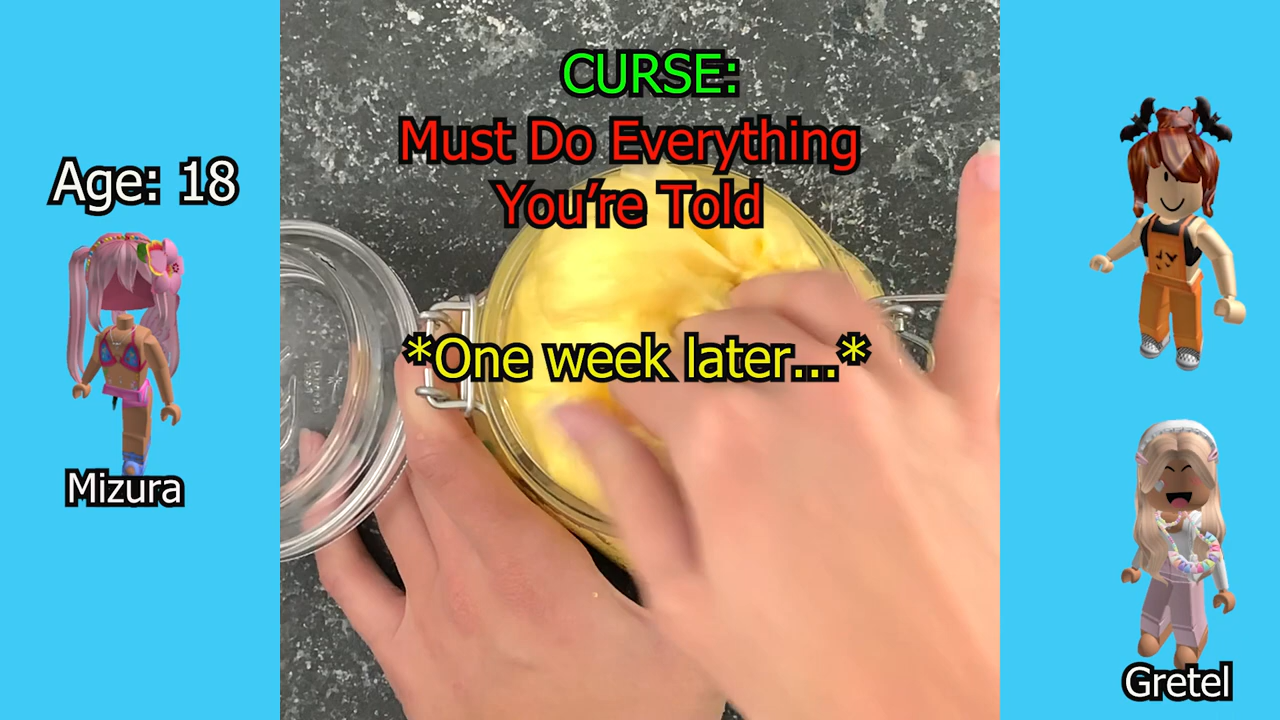 CURSE:
Must Do Everything
You’re Told
Age: 18
*One week later...*
Mizura
Gretel